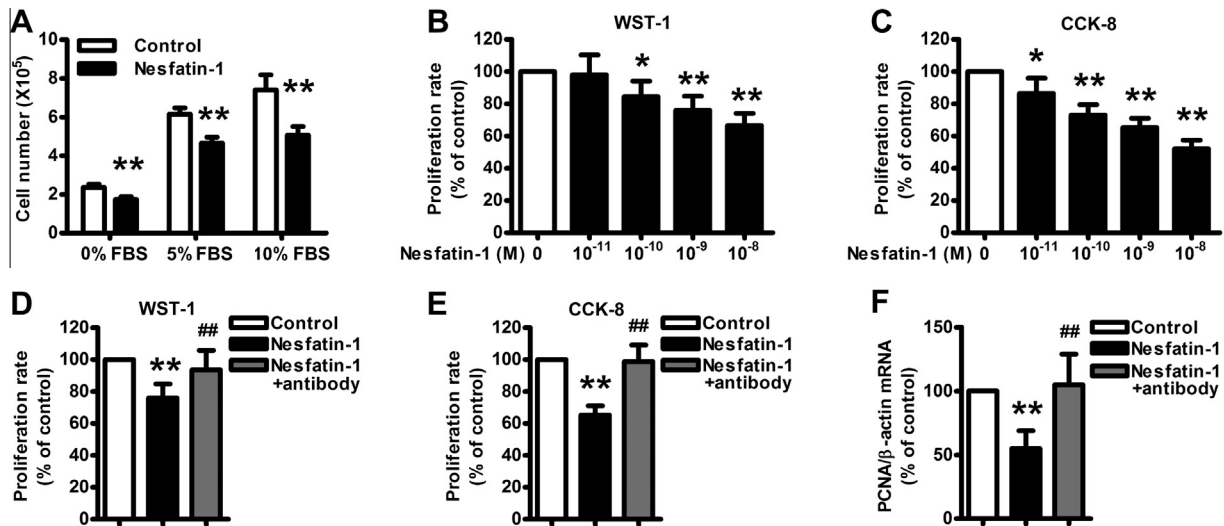 A
Control
Nesfatin-1
Cell number (X10⁵)
10
8
6
4
2
0
**
**
**
0% FBS 5% FBS 10% FBS
B
WST-1
Proliferation rate
(% of control)
120
100
80
60
40
20
0
*
**
**
Nesfatin-1 (M) 0 10⁻¹¹ 10⁻¹⁰ 10⁻⁹ 10⁻⁸
C
CCK-8
Proliferation rate
(% of control)
120
100
80
60
40
20
0
*
**
**
**
Nesfatin-1 (M) 0 10⁻¹¹ 10⁻¹⁰ 10⁻⁹ 10⁻⁸
D
WST-1
Proliferation rate
(% of control)
120
100
80
60
40
20
0
**
##
Control
Nesfatin-1
Nesfatin-1
+antibody
E
CCK-8
Proliferation rate
(% of control)
120
100
80
60
40
20
0
**
##
Control
Nesfatin-1
Nesfatin-1
+antibody
F
PCNA/β-actin mRNA
(% of control)
150
100
50
0
**
##
Control
Nesfatin-1
Nesfatin-1
+antibody